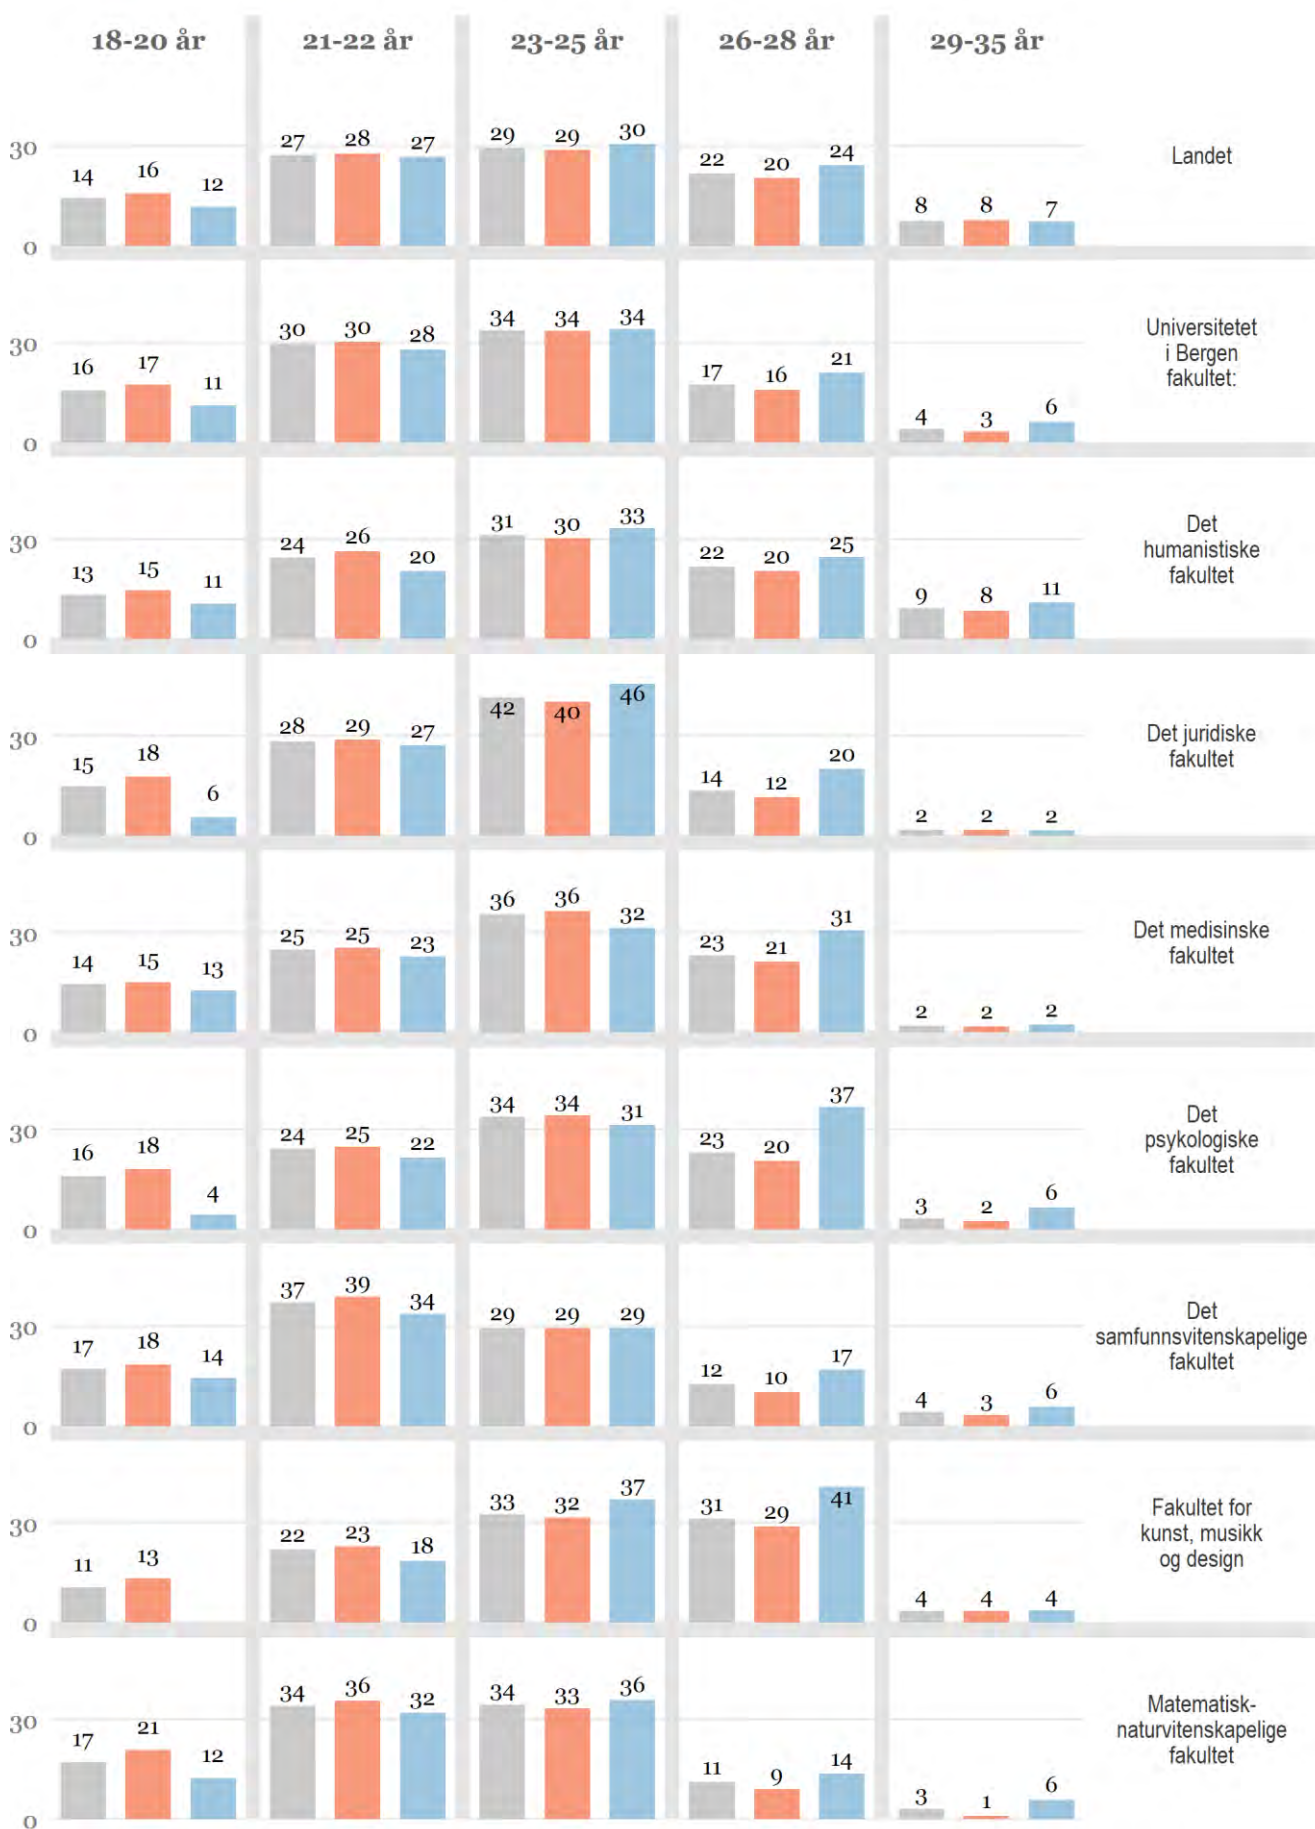 18-20 år 21-22 år 23-25 år 26-28 år 29-35 år
30
14 16 12 27 28 27 29 29 30 22 20 24 8 8 7
Landet
0
30
16 17 11 30 30 28 34 34 34 17 16 21 4 3 6
Universitetet
i Bergen
fakultet:
0
30
13 15 11 24 26 20 31 30 33 22 20 25 9 8 11
Det
humanistiske
fakultet
0
30
15 18 6 28 29 27 42 40 46 14 12 20 2 2 2
Det juridiske
fakultet
0
30
14 15 13 25 25 23 36 36 32 23 21 31 2 2 2
Det medisinske
fakultet
0
30
16 18 4 24 25 22 34 34 31 23 20 37 3 2 6
Det
psykologiske
fakultet
0
30
17 18 14 37 39 34 29 29 29 12 10 17 4 3 6
Det
samfunnsvitenskapelige
fakultet
0
30
11 13 22 23 18 33 32 37 31 29 41 4 4 4
Fakultet for
kunst, musikk
og design
0
30
17 21 12 34 36 32 34 33 36 11 9 14 3 1 6
Matematisk-
naturvitenskapelige
fakultet
0